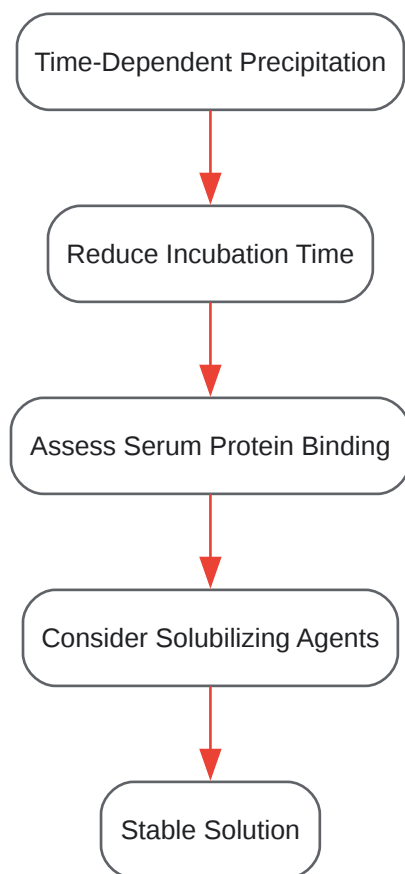 Time-Dependent Precipitation
Reduce Incubation Time
Assess Serum Protein Binding
Consider Solubilizing Agents
Stable Solution